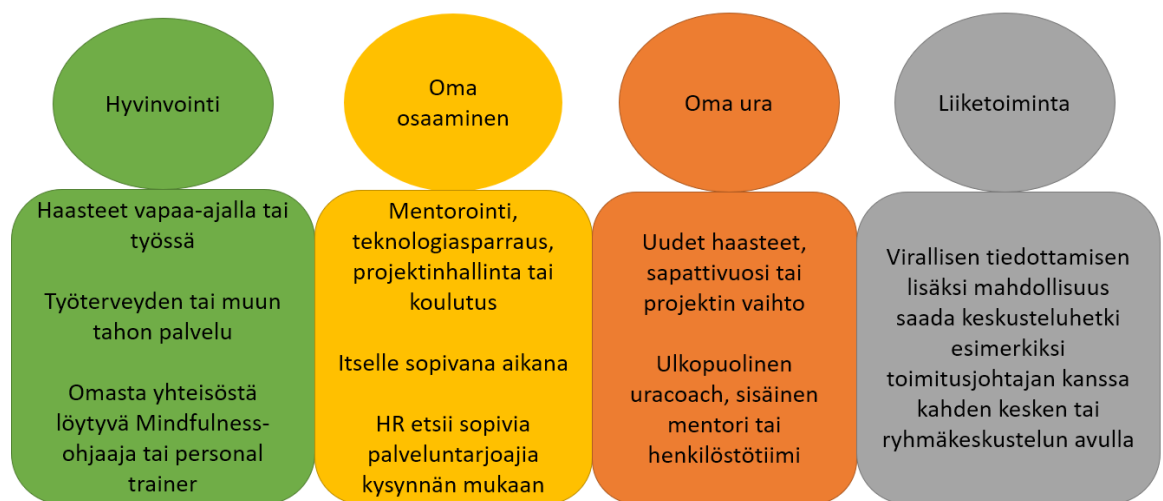 Hyvinvointi
Oma
osaaminen
Oma ura
Liiketoiminta
Haasteet vapaa-ajalla tai
työssä
Työterveyden tai muun
tahon palvelu
Omasta yhteisöstä
löytyvä Mindfulness-
ohjaaja tai personal
trainer
Mentorointi,
teknologiasparraus,
projektinhallinta tai
koulutus
Itselle sopivana aikana
HR etsii sopivia
palveluntarjoajia
kysynnän mukaan
Uudet haasteet,
sapattivuosi tai
projektin vaihto
Ulkopuolinen
uracoach, sisäinen
mentori tai
henkilöstötiimi
Virallisen tiedottamisen
lisäksi mahdollisuus
saada keskusteluhetki
esimerkiksi
toimitusjohtajan kanssa
kahden kesken tai
ryhmäkeskustelun avulla